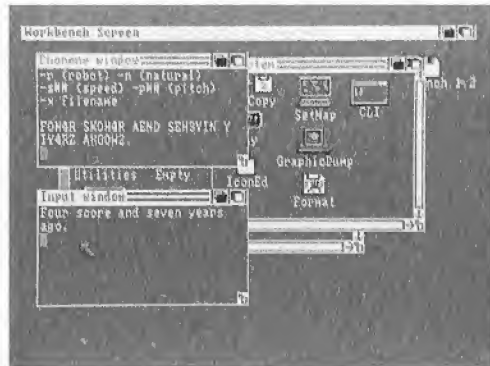 Workbench Screen
Phoneme window
-r (robot) -n (natural)
-s## (speed) -p## (pitch)
-x filename
FOH4R SKOH4R AEND SEH5VIN Y
IY4RZ AHGOW2.
Copy
SetMap
CLI
GraphicDump
Utilities
Empty
IconEd
Format
Input window
Four score and seven years
ago.